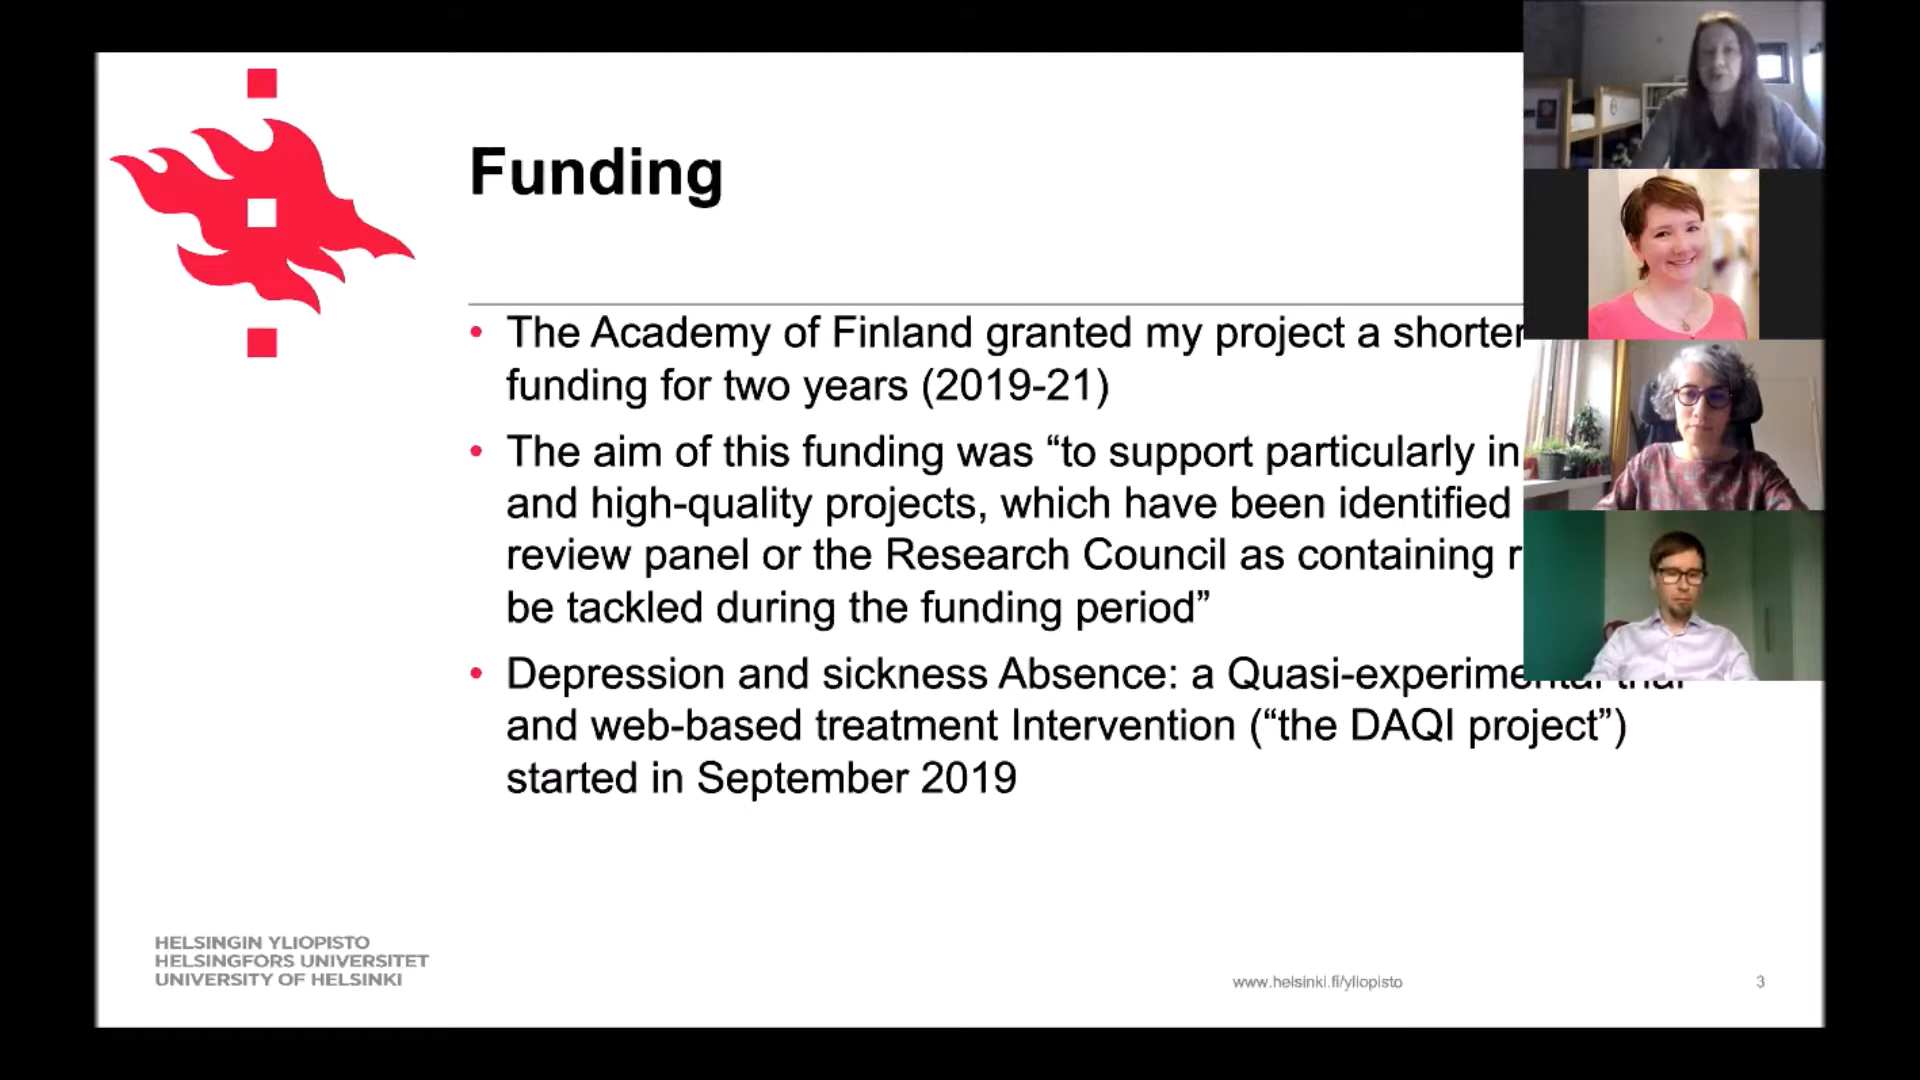 Funding
• The Academy of Finland granted my project a shorter
funding for two years (2019-21)
• The aim of this funding was “to support particularly
and high-quality projects, which have been identified
review panel or the Research Council as containing
be tackled during the funding period”
• Depression and sickness Absence: a Quasi-experimental trial
and web-based treatment Intervention (“the DAQI project”)
started in September 2019
HELSINGIN YLIOPISTO
HELSINGFORS UNIVERSITET
UNIVERSITY OF HELSINKI
www.helsinki.fi/yliopisto
3